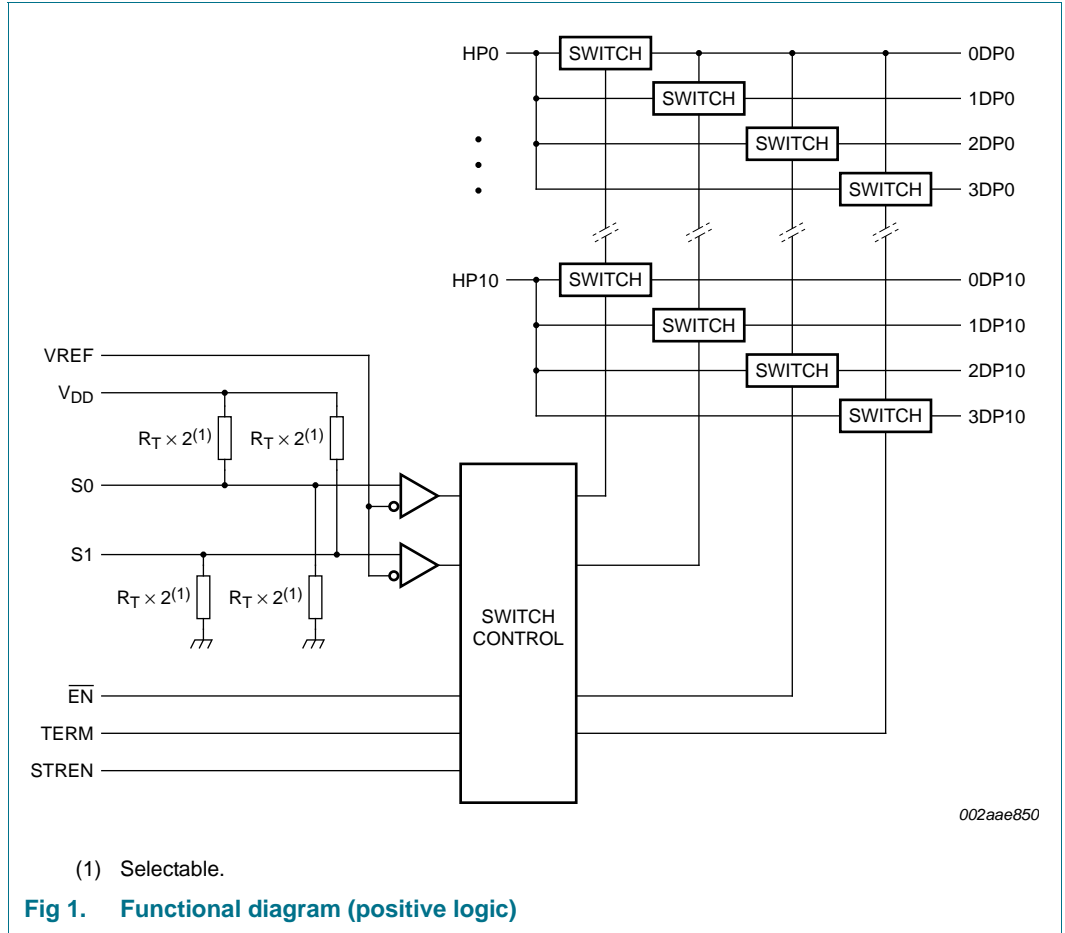 HP0 SWITCH 0DP0
SWITCH 1DP0
SWITCH 2DP0
SWITCH 3DP0
HP10 SWITCH 0DP10
SWITCH 1DP10
VREF
SWITCH 2DP10
VDD
SWITCH 3DP10
RT × 2(1) RT × 2(1)
S0
S1
RT × 2(1) RT × 2(1)
SWITCH
CONTROL
E̅N̅
TERM
STREN
002aae850
(1) Selectable.
Fig 1. Functional diagram (positive logic)